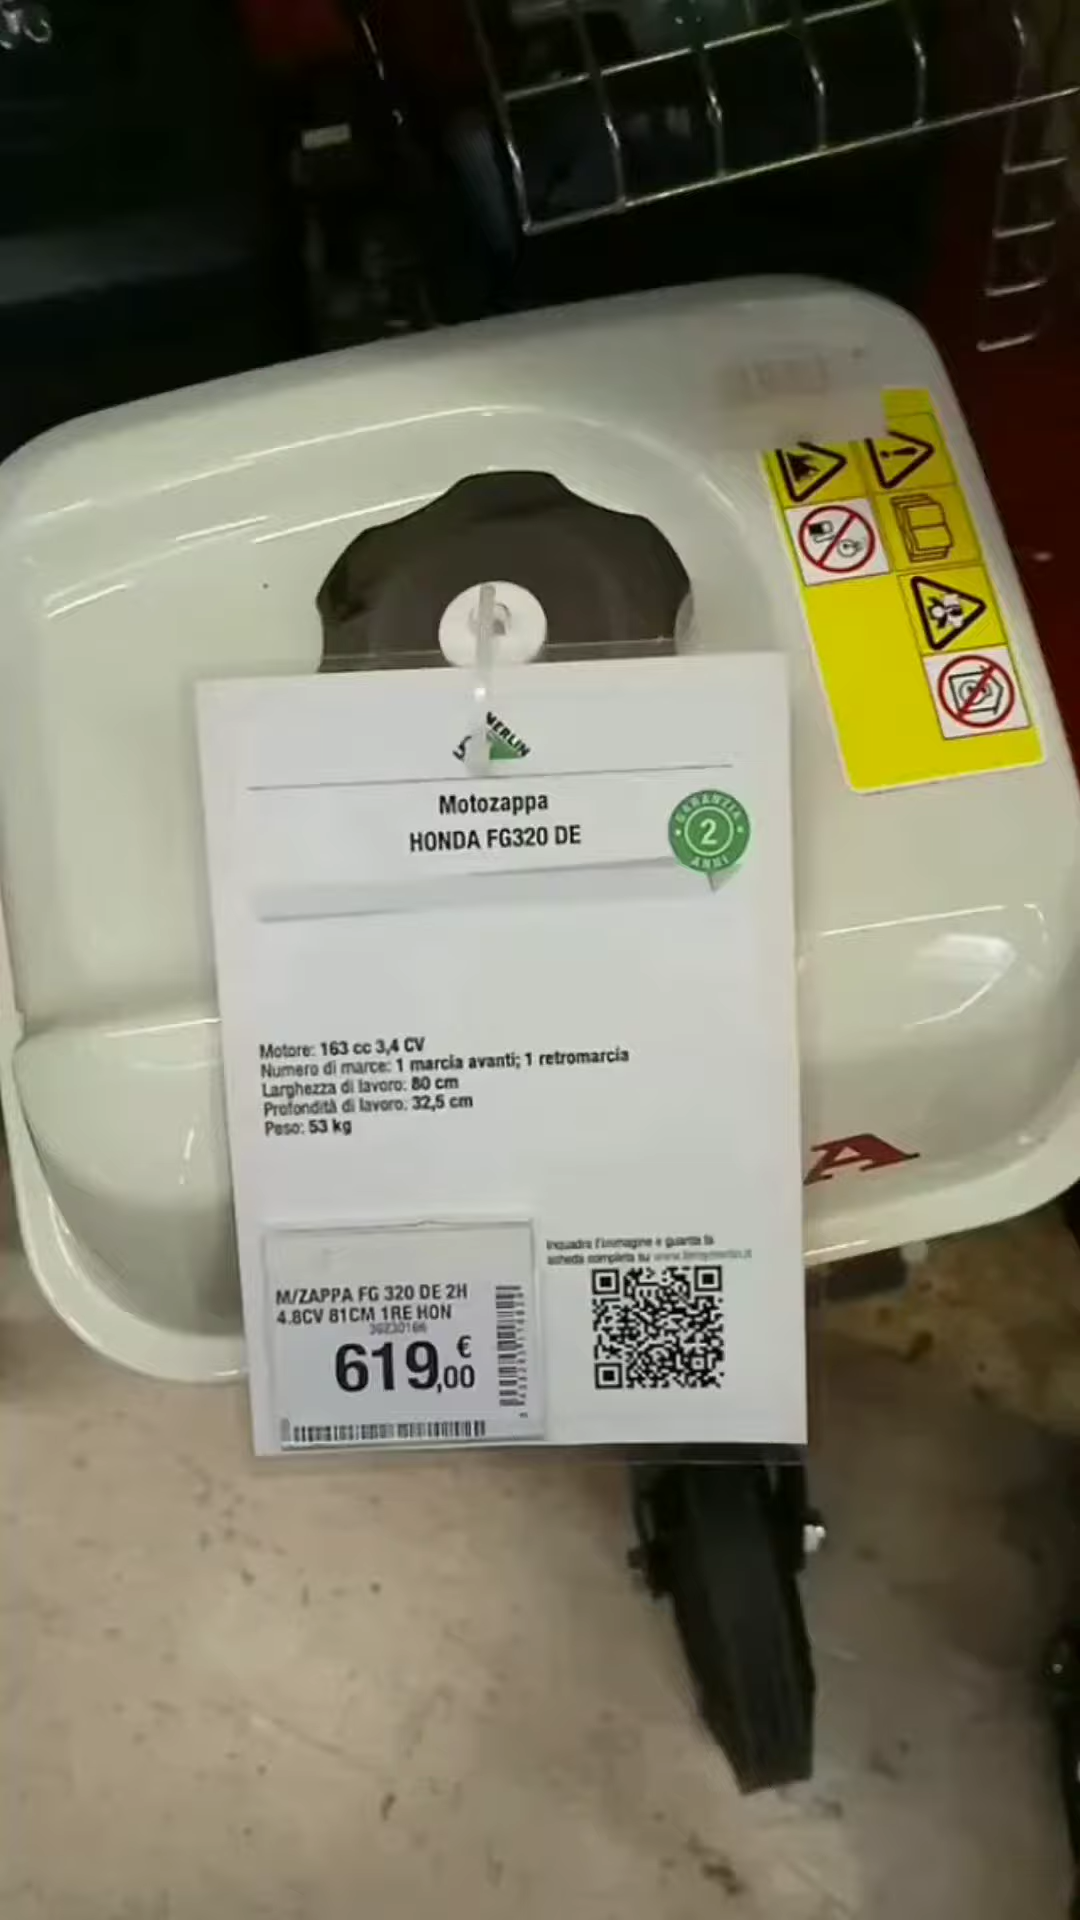 MERLIN
Motozappa
HONDA FG320 DE
GARANZIA
2
ANNI
Motore: 163 cc 3,4 CV
Numero di marce: 1 marcia avanti; 1 retromarcia
Larghezza di lavoro: 80 cm
Profondità di lavoro: 32,5 cm
Peso: 53 kg
A
Inquadra l'immagine e guarda la
scheda completa su www.leroymerlin.it
M/ZAPPA FG 320 DE 2H
4.8CV 81CM 1RE HON
619,00 €